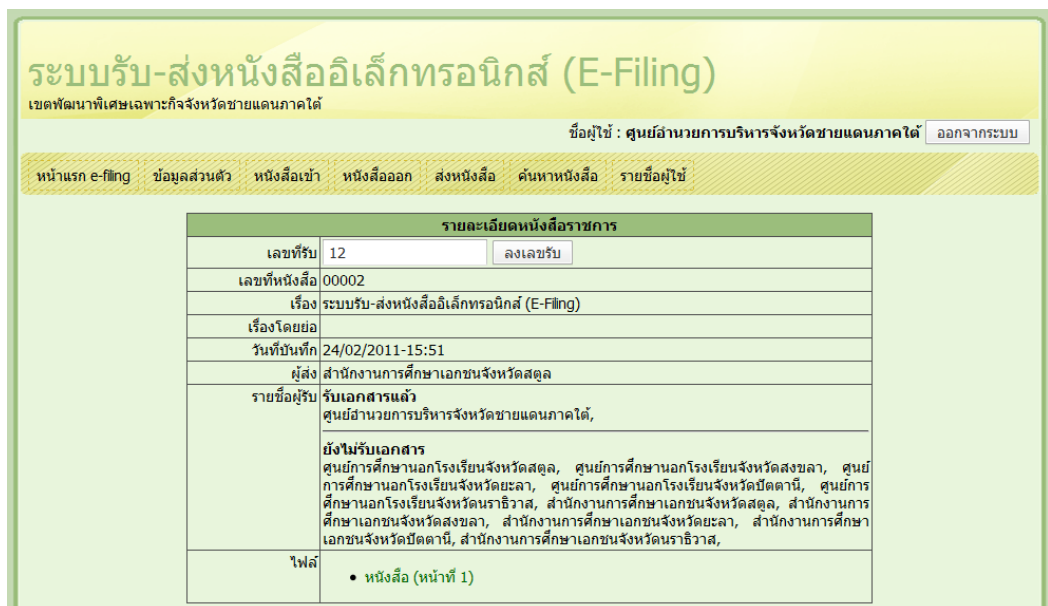 ระบบรับ-ส่งหนังสืออิเล็กทรอนิกส์ (E-Filing)
เขตพัฒนาพิเศษเฉพาะกิจจังหวัดชายแดนภาคใต้
ชื่อผู้ใช้ : ศูนย์อำนวยการบริหารจังหวัดชายแดนภาคใต้ ออกจากระบบ
หน้าแรก e-filing ข้อมูลส่วนตัว หนังสือเข้า หนังสือออก ส่งหนังสือ ค้นหาหนังสือ รายชื่อผู้ใช้
รายละเอียดหนังสือราชการ
เลขที่รับ 12 ลงเลขรับ
เลขที่หนังสือ 00002
เรื่อง ระบบรับ-ส่งหนังสืออิเล็กทรอนิกส์ (E-Filing)
เรื่องโดยย่อ
วันที่บันทึก 24/02/2011-15:51
ผู้ส่ง สำนักงานการศึกษาเอกชนจังหวัดสตูล
รายชื่อผู้รับ รับเอกสารแล้ว
ศูนย์อำนวยการบริหารจังหวัดชายแดนภาคใต้,
ยังไม่รับเอกสาร
ศูนย์การศึกษานอกโรงเรียนจังหวัดสตูล, ศูนย์การศึกษานอกโรงเรียนจังหวัดสงขลา, ศูนย์
การศึกษานอกโรงเรียนจังหวัดยะลา, ศูนย์การศึกษานอกโรงเรียนจังหวัดปัตตานี, ศูนย์การ
ศึกษานอกโรงเรียนจังหวัดนราธิวาส, สำนักงานการศึกษาเอกชนจังหวัดสตูล, สำนักงานการ
ศึกษาเอกชนจังหวัดสงขลา, สำนักงานการศึกษาเอกชนจังหวัดยะลา, สำนักงานการศึกษา
เอกชนจังหวัดปัตตานี, สำนักงานการศึกษาเอกชนจังหวัดนราธิวาส,
ไฟล์
• หนังสือ (หน้าที่ 1)